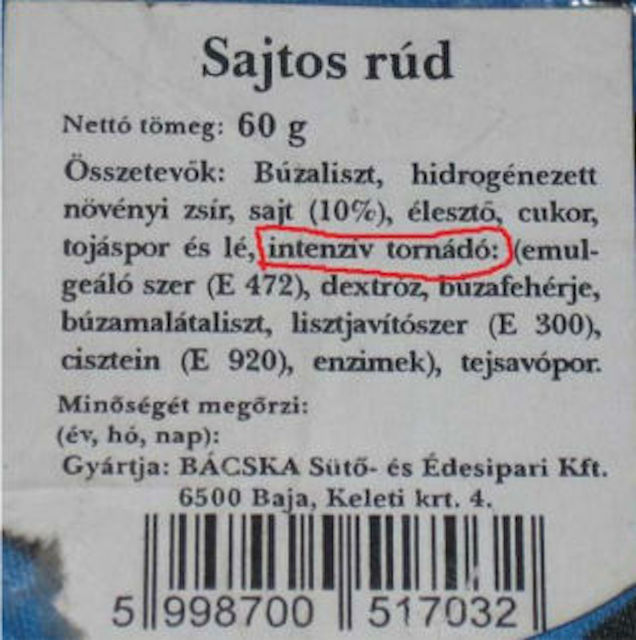 Sajtos rúd
Nettó tömeg: 60 g
Összetevők: Búzaliszt, hidrogénezett
növényi zsír, sajt (10%), élesztő, cukor,
tojáspor és lé, intenzív tornádó: (emul-
geáló szer (E 472), dextróz, búzafehérje,
búzamalátaliszt, lisztjavítószer (E 300),
cisztein (E 920), enzimek), tejsavópor.
Minőségét megőrzi:
(év, hó, nap):
Gyártja: BÁCSKA Sütő- és Édesipari Kft.
6500 Baja, Keleti krt. 4.
5 998700 517032